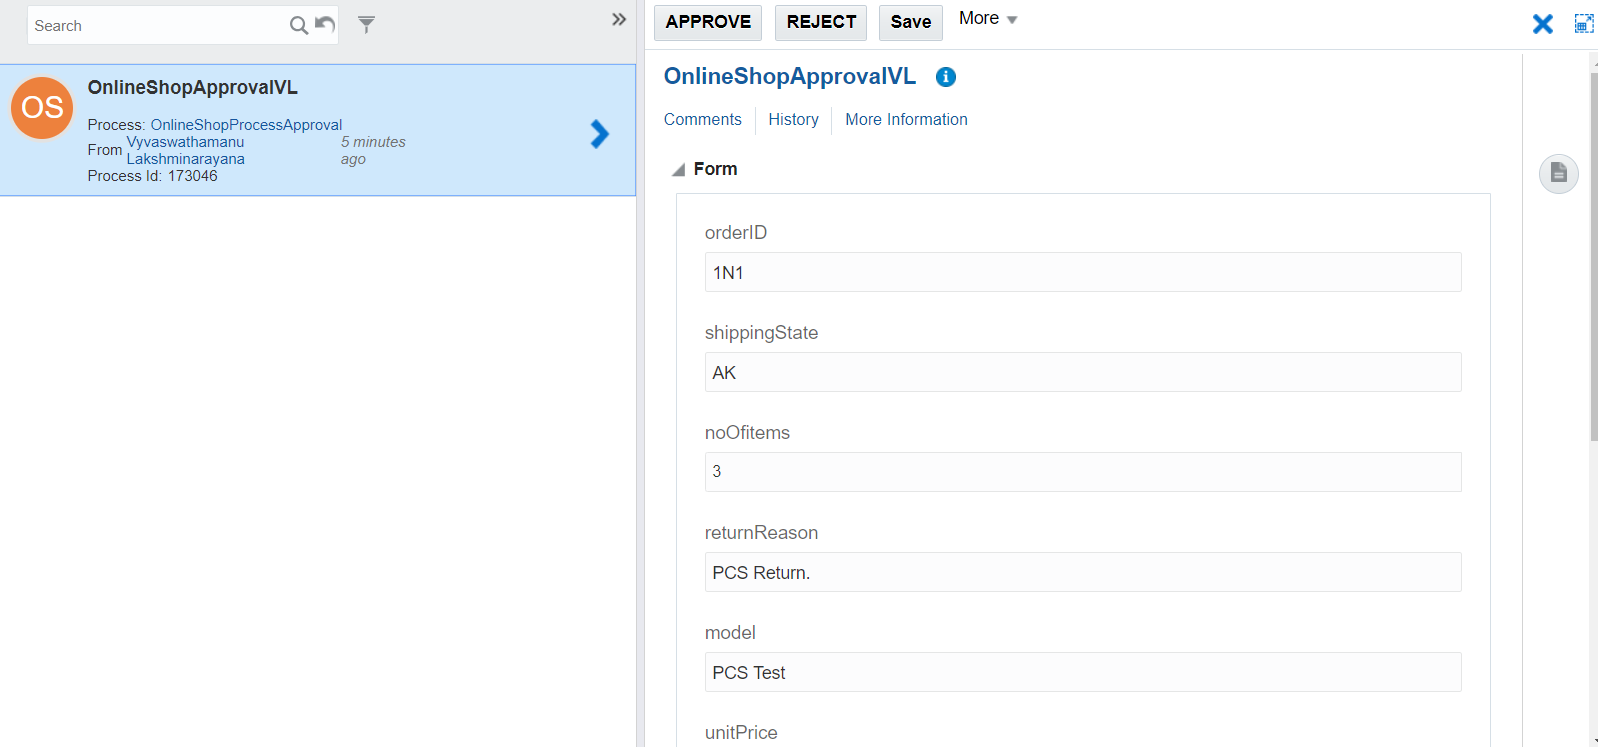 Search
OS
OnlineShopApprovalVL
Process: OnlineShopProcessApproval
From Vyvaswathamanu Lakshminarayana
5 minutes ago
Process Id: 173046
APPROVE
REJECT
Save
More
OnlineShopApprovalVL
Comments
History
More Information
Form
orderID
1N1
shippingState
AK
noOfitems
3
returnReason
PCS Return.
model
PCS Test
unitPrice